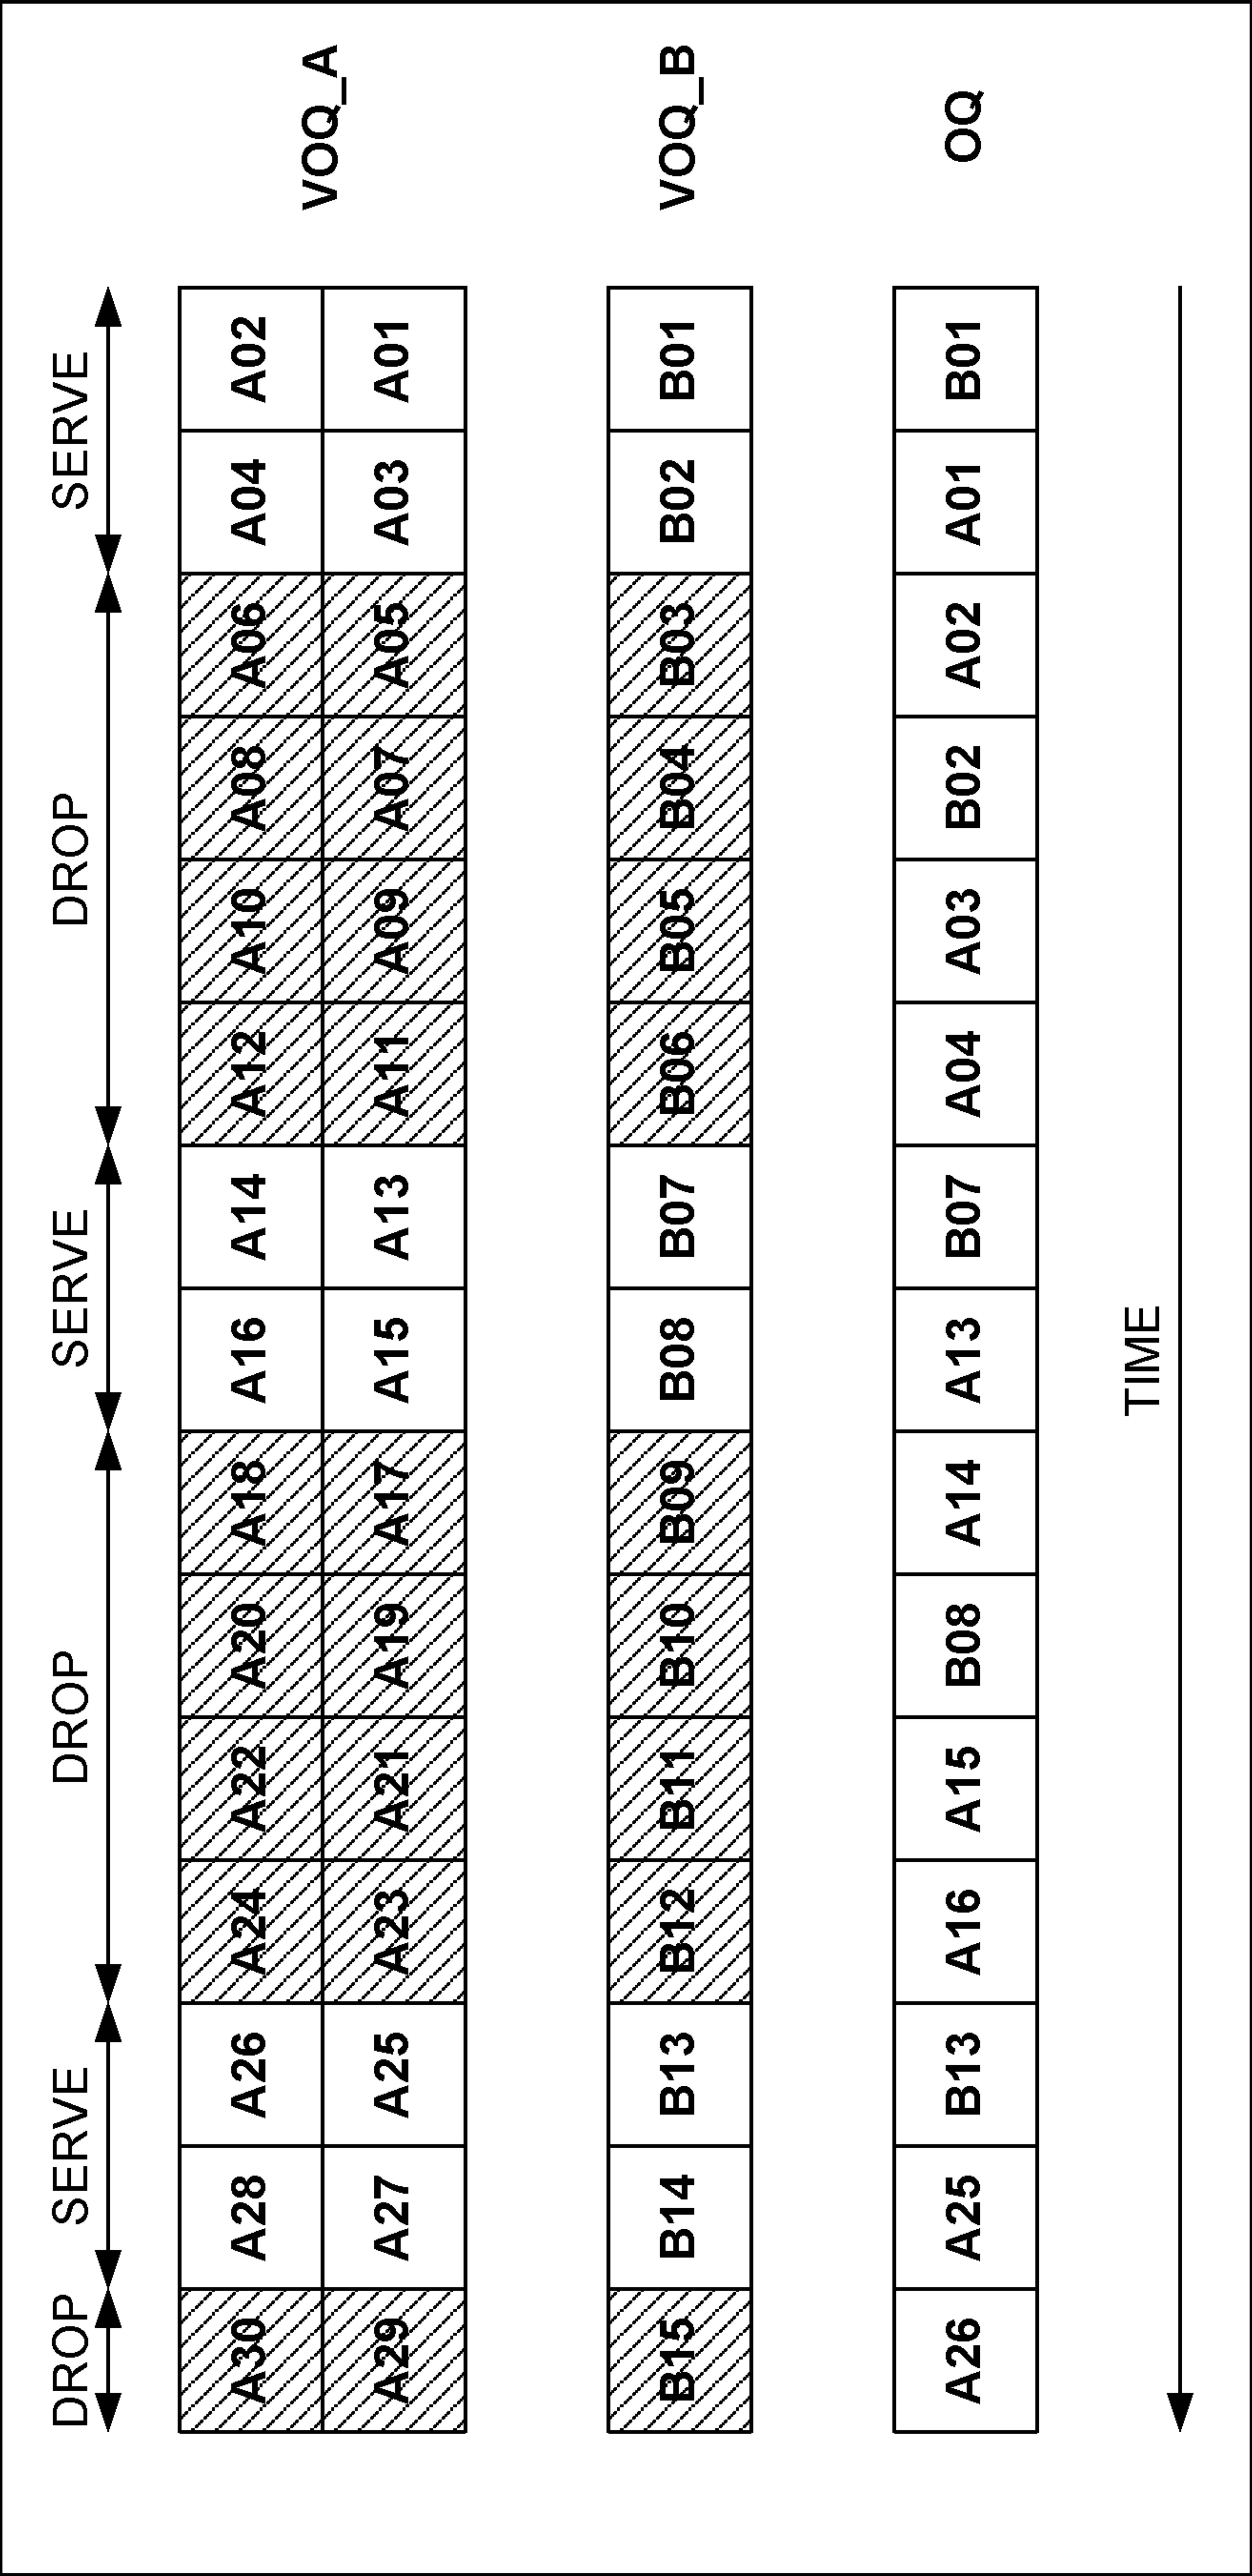 DROP SERVE DROP SERVE DROP SERVE
A30 A28 A26 A24 A22 A20 A18 A16 A14 A12 A10 A08 A06 A04 A02
VOQ_A
A29 A27 A25 A23 A21 A19 A17 A15 A13 A11 A09 A07 A05 A03 A01
B15 B14 B13 B12 B11 B10 B09 B08 B07 B06 B05 B04 B03 B02 B01 VOQ_B
A26 A25 B13 A16 A15 B08 A14 A13 B07 A04 A03 B02 A02 A01 B01 OQ
TIME